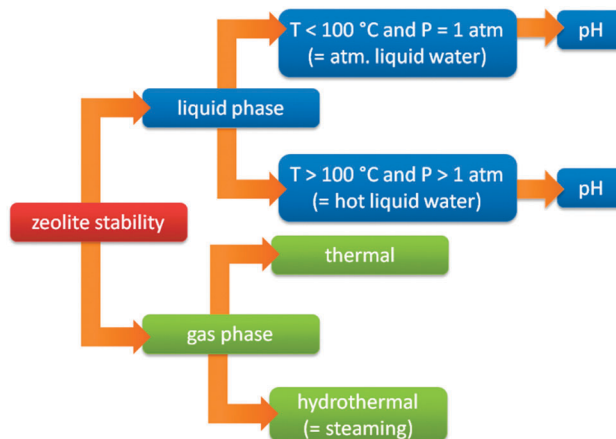 T < 100 °C and P = 1 atm
(= atm. liquid water)
pH
liquid phase
T > 100 °C and P > 1 atm
(= hot liquid water)
pH
zeolite stability
thermal
gas phase
hydrothermal
(= steaming)